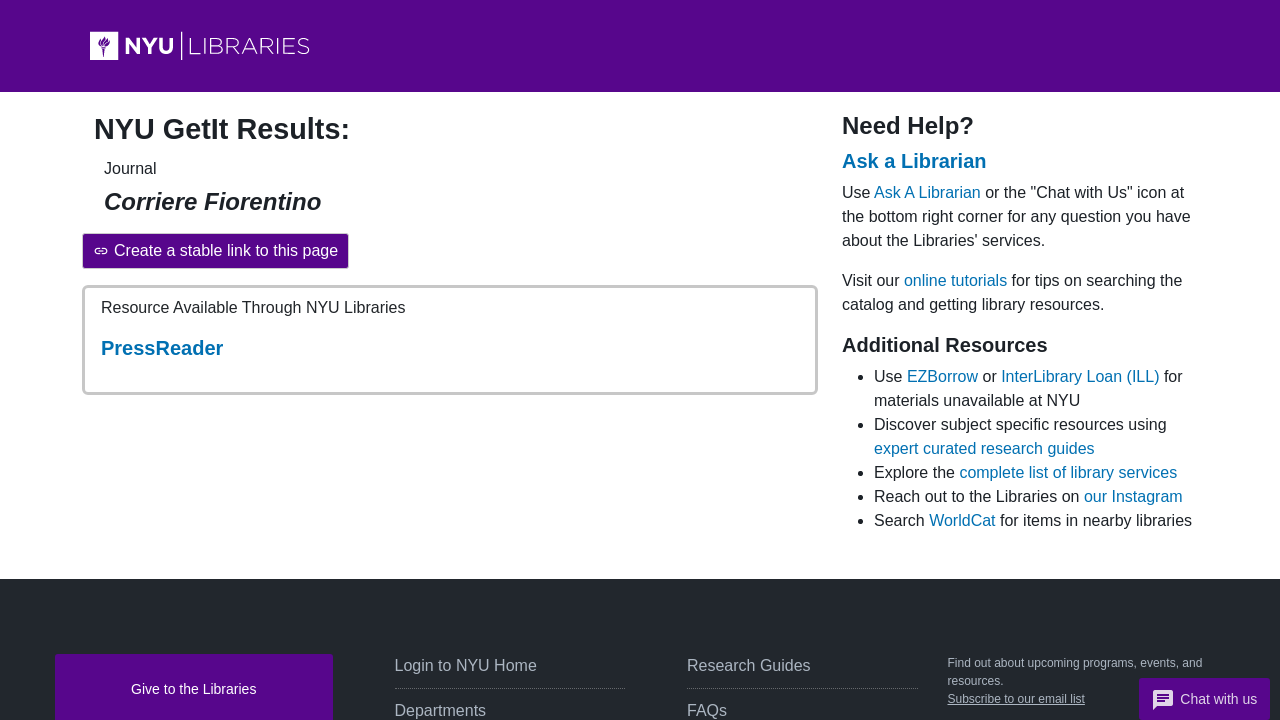 NYU LIBRARIES
NYU GetIt Results:
Journal
Corriere Fiorentino
Create a stable link to this page
Resource Available Through NYU Libraries
PressReader
Need Help?
Ask a Librarian
Use Ask A Librarian or the "Chat with Us" icon at
the bottom right corner for any question you have
about the Libraries' services.
Visit our online tutorials for tips on searching the
catalog and getting library resources.
Additional Resources
Use EZBorrow or InterLibrary Loan (ILL) for
materials unavailable at NYU
Discover subject specific resources using
expert curated research guides
Explore the complete list of library services
Reach out to the Libraries on our Instagram
Search WorldCat for items in nearby libraries
Give to the Libraries
Login to NYU Home
Departments
Research Guides
FAQs
Find out about upcoming programs, events, and
resources.
Subscribe to our email list
Chat with us